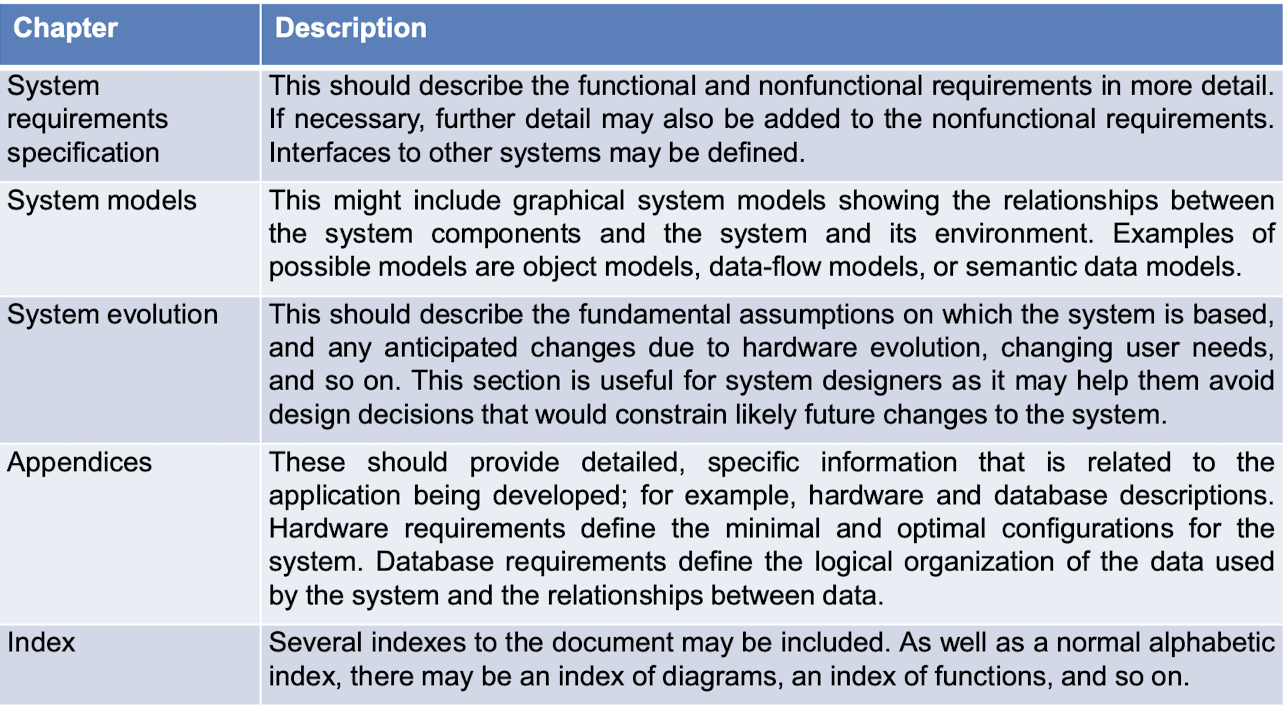 Chapter
Description
System
requirements
specification
This should describe the functional and nonfunctional requirements in more detail.
If necessary, further detail may also be added to the nonfunctional requirements.
Interfaces to other systems may be defined.
System models
This might include graphical system models showing the relationships between
the system components and the system and its environment. Examples of
possible models are object models, data-flow models, or semantic data models.
System evolution
This should describe the fundamental assumptions on which the system is based,
and any anticipated changes due to hardware evolution, changing user needs,
and so on. This section is useful for system designers as it may help them avoid
design decisions that would constrain likely future changes to the system.
Appendices
These should provide detailed, specific information that is related to the
application being developed; for example, hardware and database descriptions.
Hardware requirements define the minimal and optimal configurations for the
system. Database requirements define the logical organization of the data used
by the system and the relationships between data.
Index
Several indexes to the document may be included. As well as a normal alphabetic
index, there may be an index of diagrams, an index of functions, and so on.